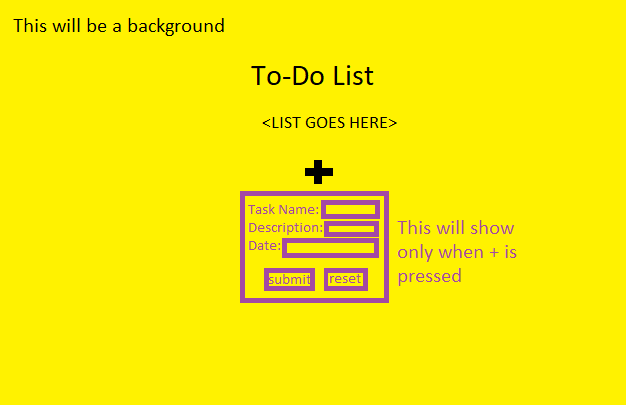 This will be a background
To-Do List
<LIST GOES HERE>
+
Task Name:
Description:
Date:
submit reset
This will show
only when + is
pressed